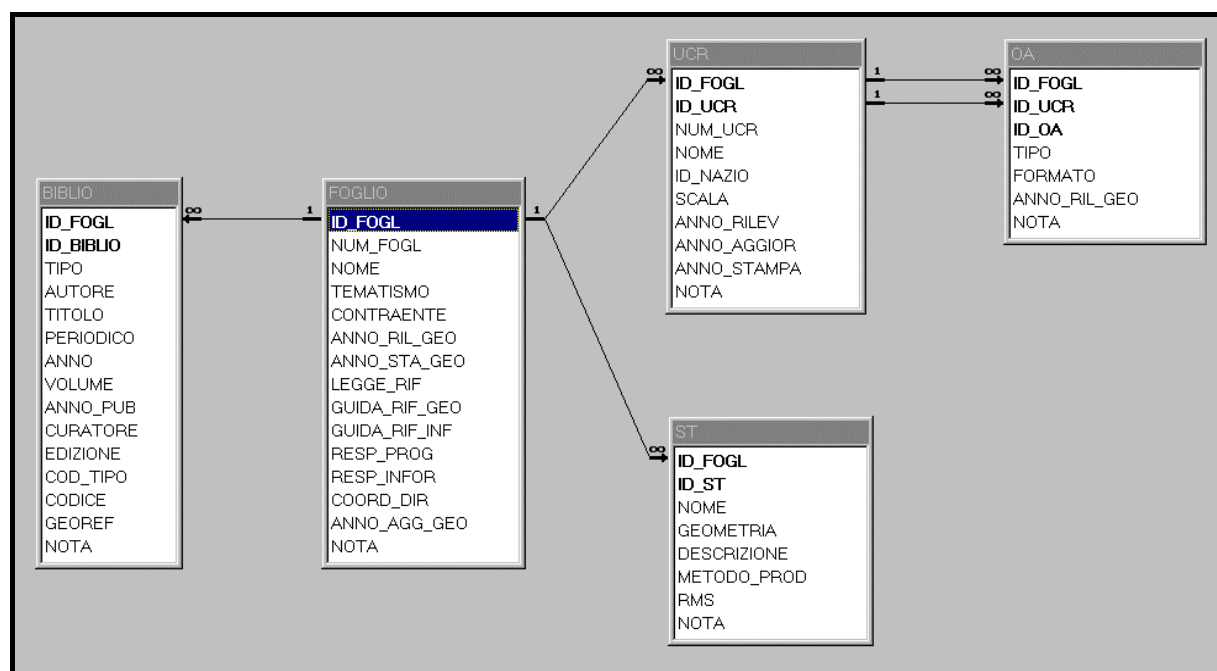 BIBLIO
ID_FOGL
ID_BIBLIO
TIPO
AUTORE
TITOLO
PERIODICO
ANNO
VOLUME
ANNO_PUB
CURATORE
EDIZIONE
COD_TIPO
CODICE
GEOREF
NOTA
∞ 1
FOGLIO
ID_FOGL
NUM_FOGL
NOME
TEMATISMO
CONTRAENTE
ANNO_RIL_GEO
ANNO_STA_GEO
LEGGE_RIF
GUIDA_RIF_GEO
GUIDA_RIF_INF
RESP_PROG
RESP_INFOR
COORD_DIR
ANNO_AGG_GEO
NOTA
1
∞
UCR
ID_FOGL
ID_UCR
NUM_UCR
NOME
ID_NAZIO
SCALA
ANNO_RILEV
ANNO_AGGIOR
ANNO_STAMPA
NOTA
1 ∞
1 ∞
OA
ID_FOGL
ID_UCR
ID_OA
TIPO
FORMATO
ANNO_RIL_GEO
NOTA
∞
ST
ID_FOGL
ID_ST
NOME
GEOMETRIA
DESCRIZIONE
METODO_PROD
RMS
NOTA